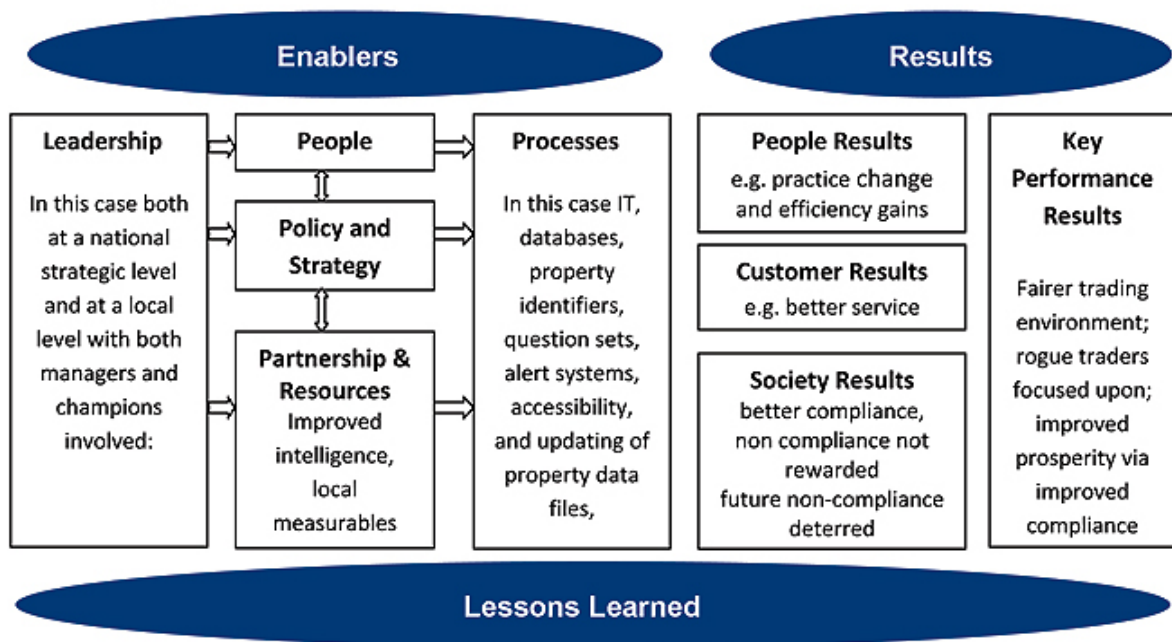 Enablers
Results
Leadership
In this case both
at a national
strategic level
and at a local
level with both
managers and
champions
involved:
People
Policy and
Strategy
Partnership &
Resources
Improved
intelligence,
local
measurables
Processes
In this case IT,
databases,
property
identifiers,
question sets,
alert systems,
accessibility,
and updating of
property data
files,
People Results
e.g. practice change
and efficiency gains
Customer Results
e.g. better service
Society Results
better compliance,
non compliance not
rewarded
future non-compliance
deterred
Key
Performance
Results
Fairer trading
environment;
rogue traders
focused upon;
improved
prosperity via
improved
compliance
Lessons Learned